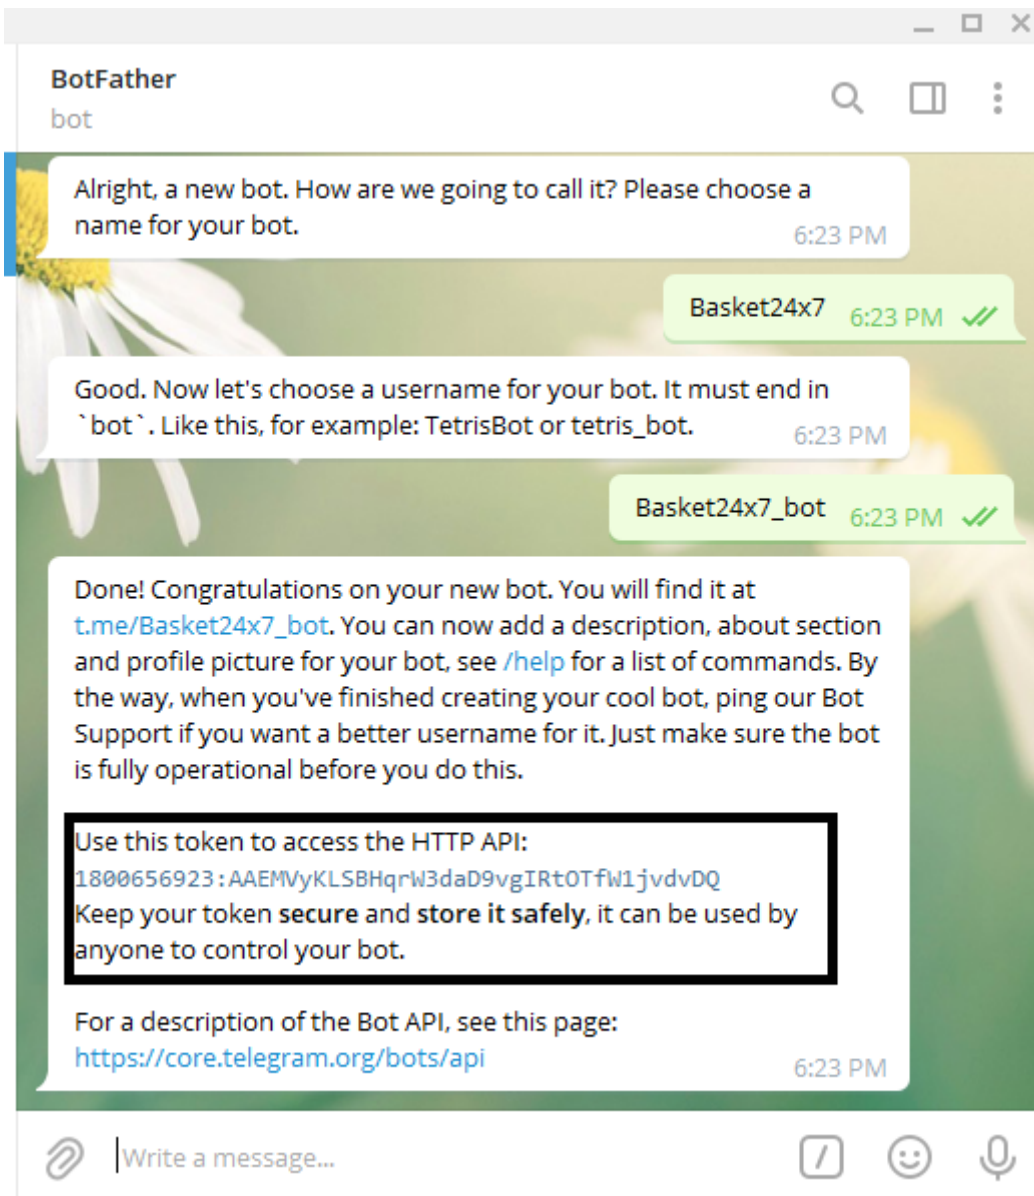 BotFather
bot
Alright, a new bot. How are we going to call it? Please choose a
name for your bot.
6:23 PM
Basket24x7 6:23 PM
Good. Now let's choose a username for your bot. It must end in
`bot`. Like this, for example: TetrisBot or tetris_bot.
6:23 PM
Basket24x7_bot 6:23 PM
Done! Congratulations on your new bot. You will find it at
t.me/Basket24x7_bot. You can now add a description, about section
and profile picture for your bot, see /help for a list of commands. By
the way, when you've finished creating your cool bot, ping our Bot
Support if you want a better username for it. Just make sure the bot
is fully operational before you do this.
Use this token to access the HTTP API:
1800656923:AAEMVyKLSBHqrW3daD9vgIRtOTfW1jvdvDQ
Keep your token secure and store it safely, it can be used by
anyone to control your bot.
For a description of the Bot API, see this page:
https://core.telegram.org/bots/api
6:23 PM
Write a message...